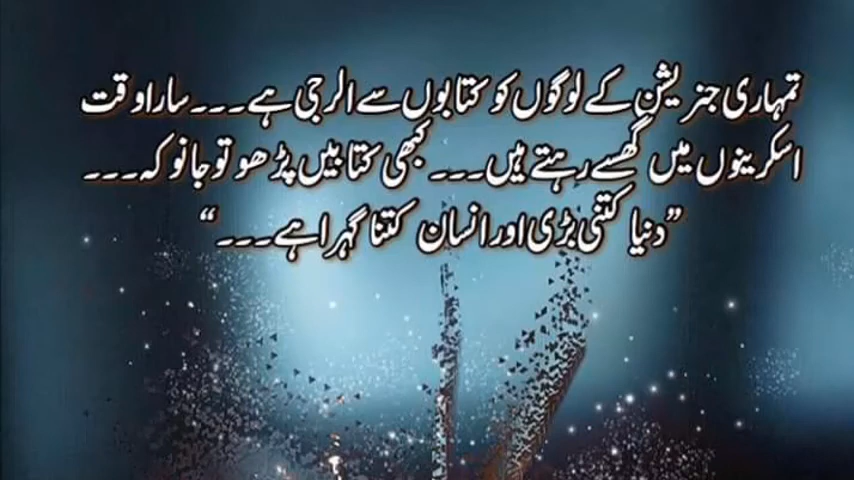 تمہاری جنریشن کے لوگوں کو کتابوں سے الرجی ہے۔۔۔ سارا وقت
اسکرینوں میں گھسے رہتے ہیں۔۔۔ کبھی کتابیں پڑھو تو جانو کہ۔۔۔
”دنیا کتنی بڑی اور انسان کتنا گہرا ہے۔۔۔“